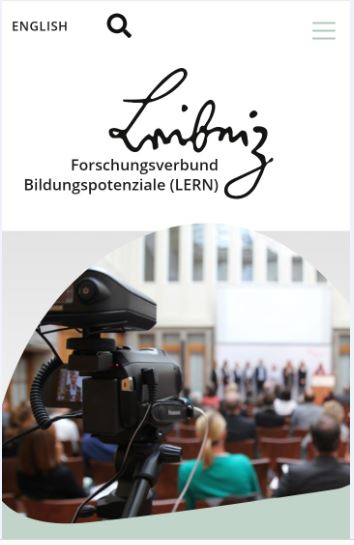 ENGLISH
Leibniz
Forschungsverbund
Bildungspotenziale (LERN)